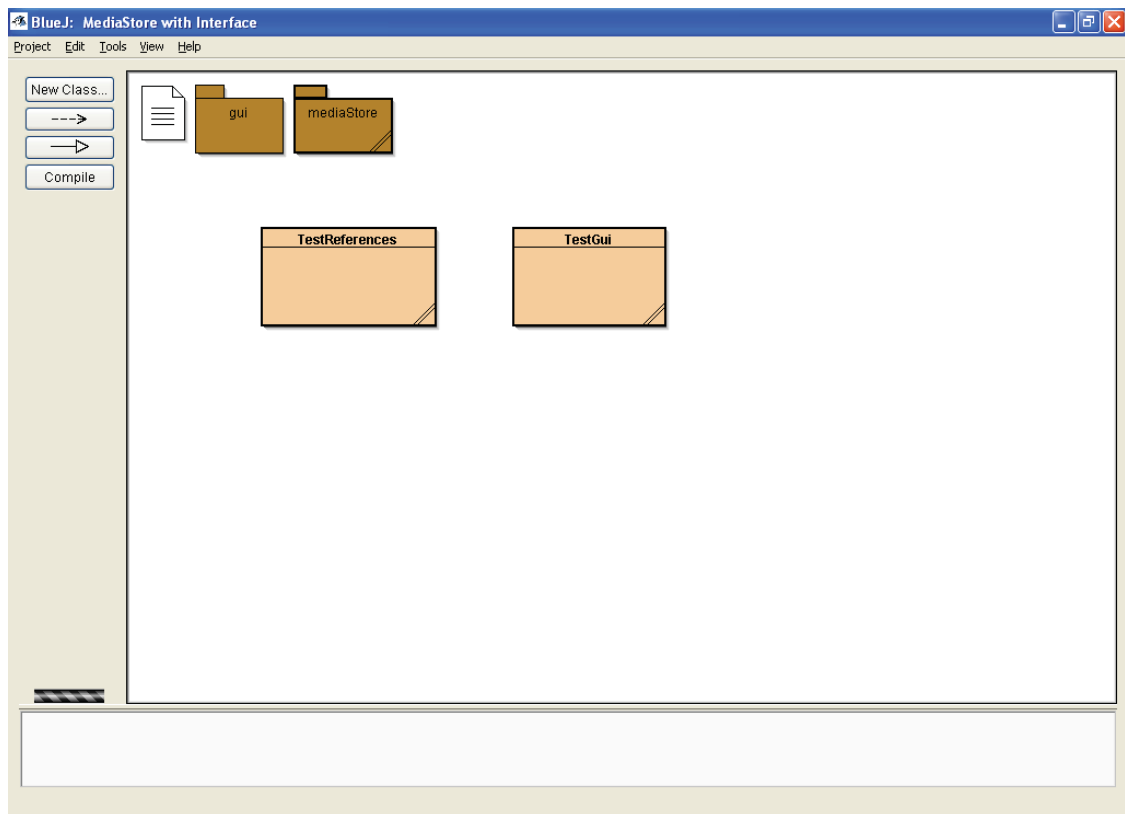 BlueJ: MediaStore with Interface
Project Edit Tools View Help
New Class...
Compile
gui
mediaStore
TestReferences
TestGui